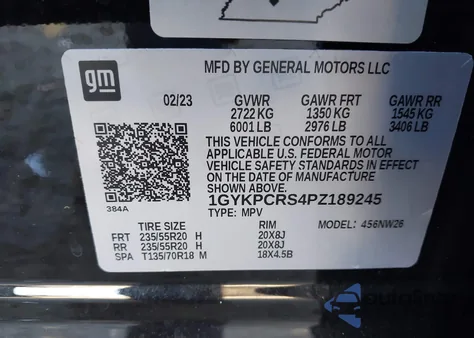 gm
MFD BY GENERAL MOTORS LLC
02/23 GVWR GAWR FRT GAWR RR
2722 KG 1350 KG 1545 KG
6001 LB 2976 LB 3406 LB
THIS VEHICLE CONFORMS TO ALL
APPLICABLE U.S. FEDERAL MOTOR
VEHICLE SAFETY STANDARDS IN EFFECT
ON THE DATE OF MANUFACTURE SHOWN ABOVE.
384A
1GYKPCRS4PZ189245
TYPE: MPV MODEL: 456NW26
TIRE SIZE RIM
FRT 235/55R20 H 20X8J
RR 235/55R20 H 20X8J
SPA T135/70R18 M 18X4.5B